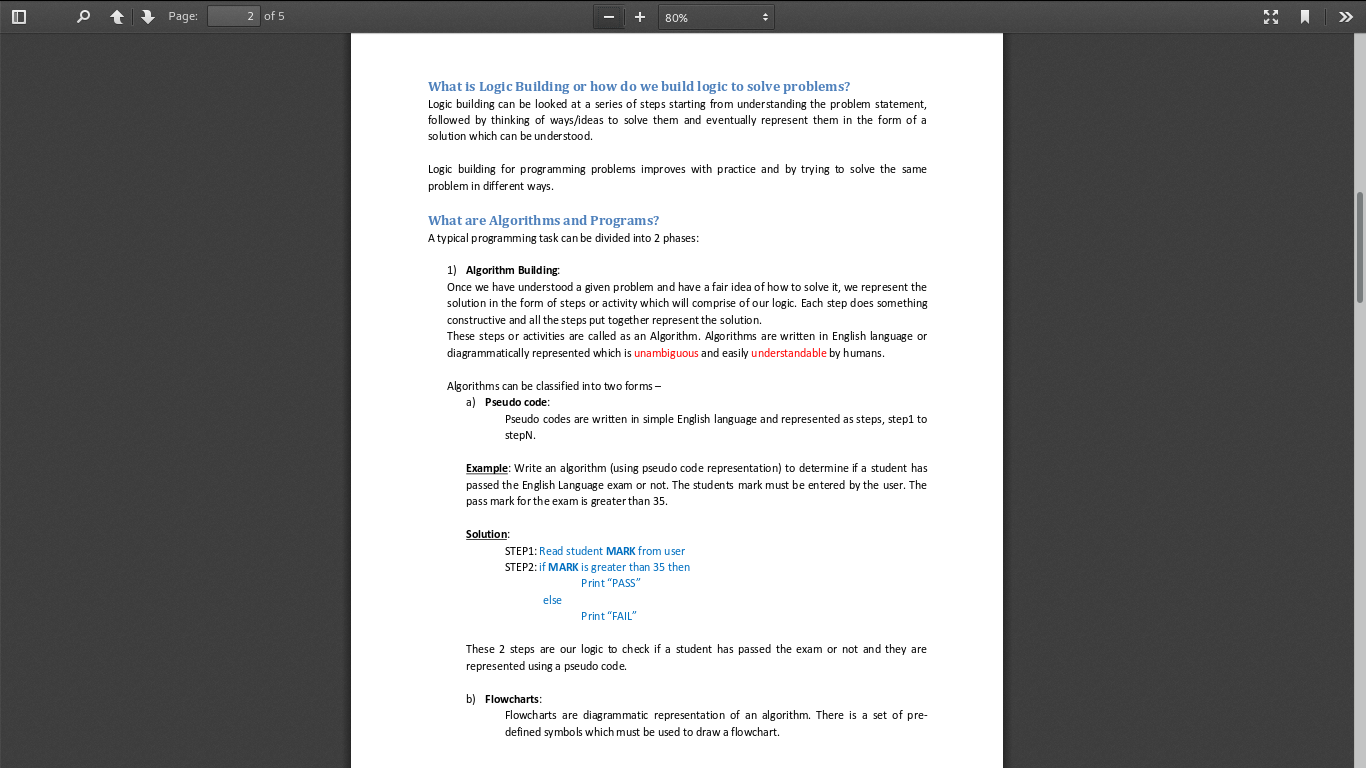 Page: 2 of 5 80%
What is Logic Building or how do we build logic to solve problems?
Logic building can be looked at a series of steps starting from understanding the problem statement,
followed by thinking of ways/ideas to solve them and eventually represent them in the form of a
solution which can be understood.
Logic building for programming problems improves with practice and by trying to solve the same
problem in different ways.
What are Algorithms and Programs?
A typical programming task can be divided into 2 phases:
1) Algorithm Building:
Once we have understood a given problem and have a fair idea of how to solve it, we represent the
solution in the form of steps or activity which will comprise of our logic. Each step does something
constructive and all the steps put together represent the solution.
These steps or activities are called as an Algorithm. Algorithms are written in English language or
diagrammatically represented which is unambiguous and easily understandable by humans.
Algorithms can be classified into two forms –
a) Pseudo code:
Pseudo codes are written in simple English language and represented as steps, step1 to
stepN.
Example: Write an algorithm (using pseudo code representation) to determine if a student has
passed the English Language exam or not. The students mark must be entered by the user. The
pass mark for the exam is greater than 35.
Solution:
STEP1: Read student MARK from user
STEP2: if MARK is greater than 35 then
Print “PASS”
else
Print “FAIL”
These 2 steps are our logic to check if a student has passed the exam or not and they are
represented using a pseudo code.
b) Flowcharts:
Flowcharts are diagrammatic representation of an algorithm. There is a set of pre-
defined symbols which must be used to draw a flowchart.